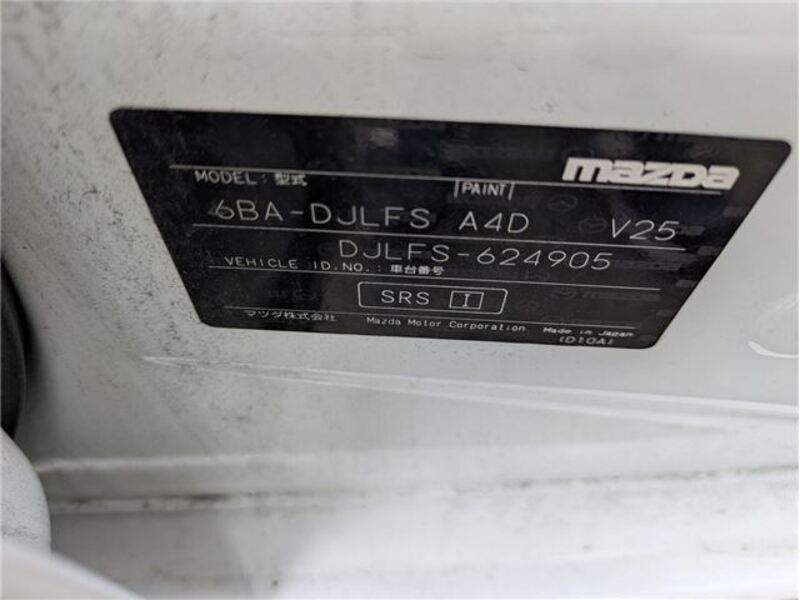 mazda
MODEL: 型式 PAINT
6BA-DJLFS A4D V25
DJLFS-624905
VEHICLE ID.NO.: 車台番号
SRS I
マツダ株式会社 Mazda Motor Corporation Made in Japan
(D10A)